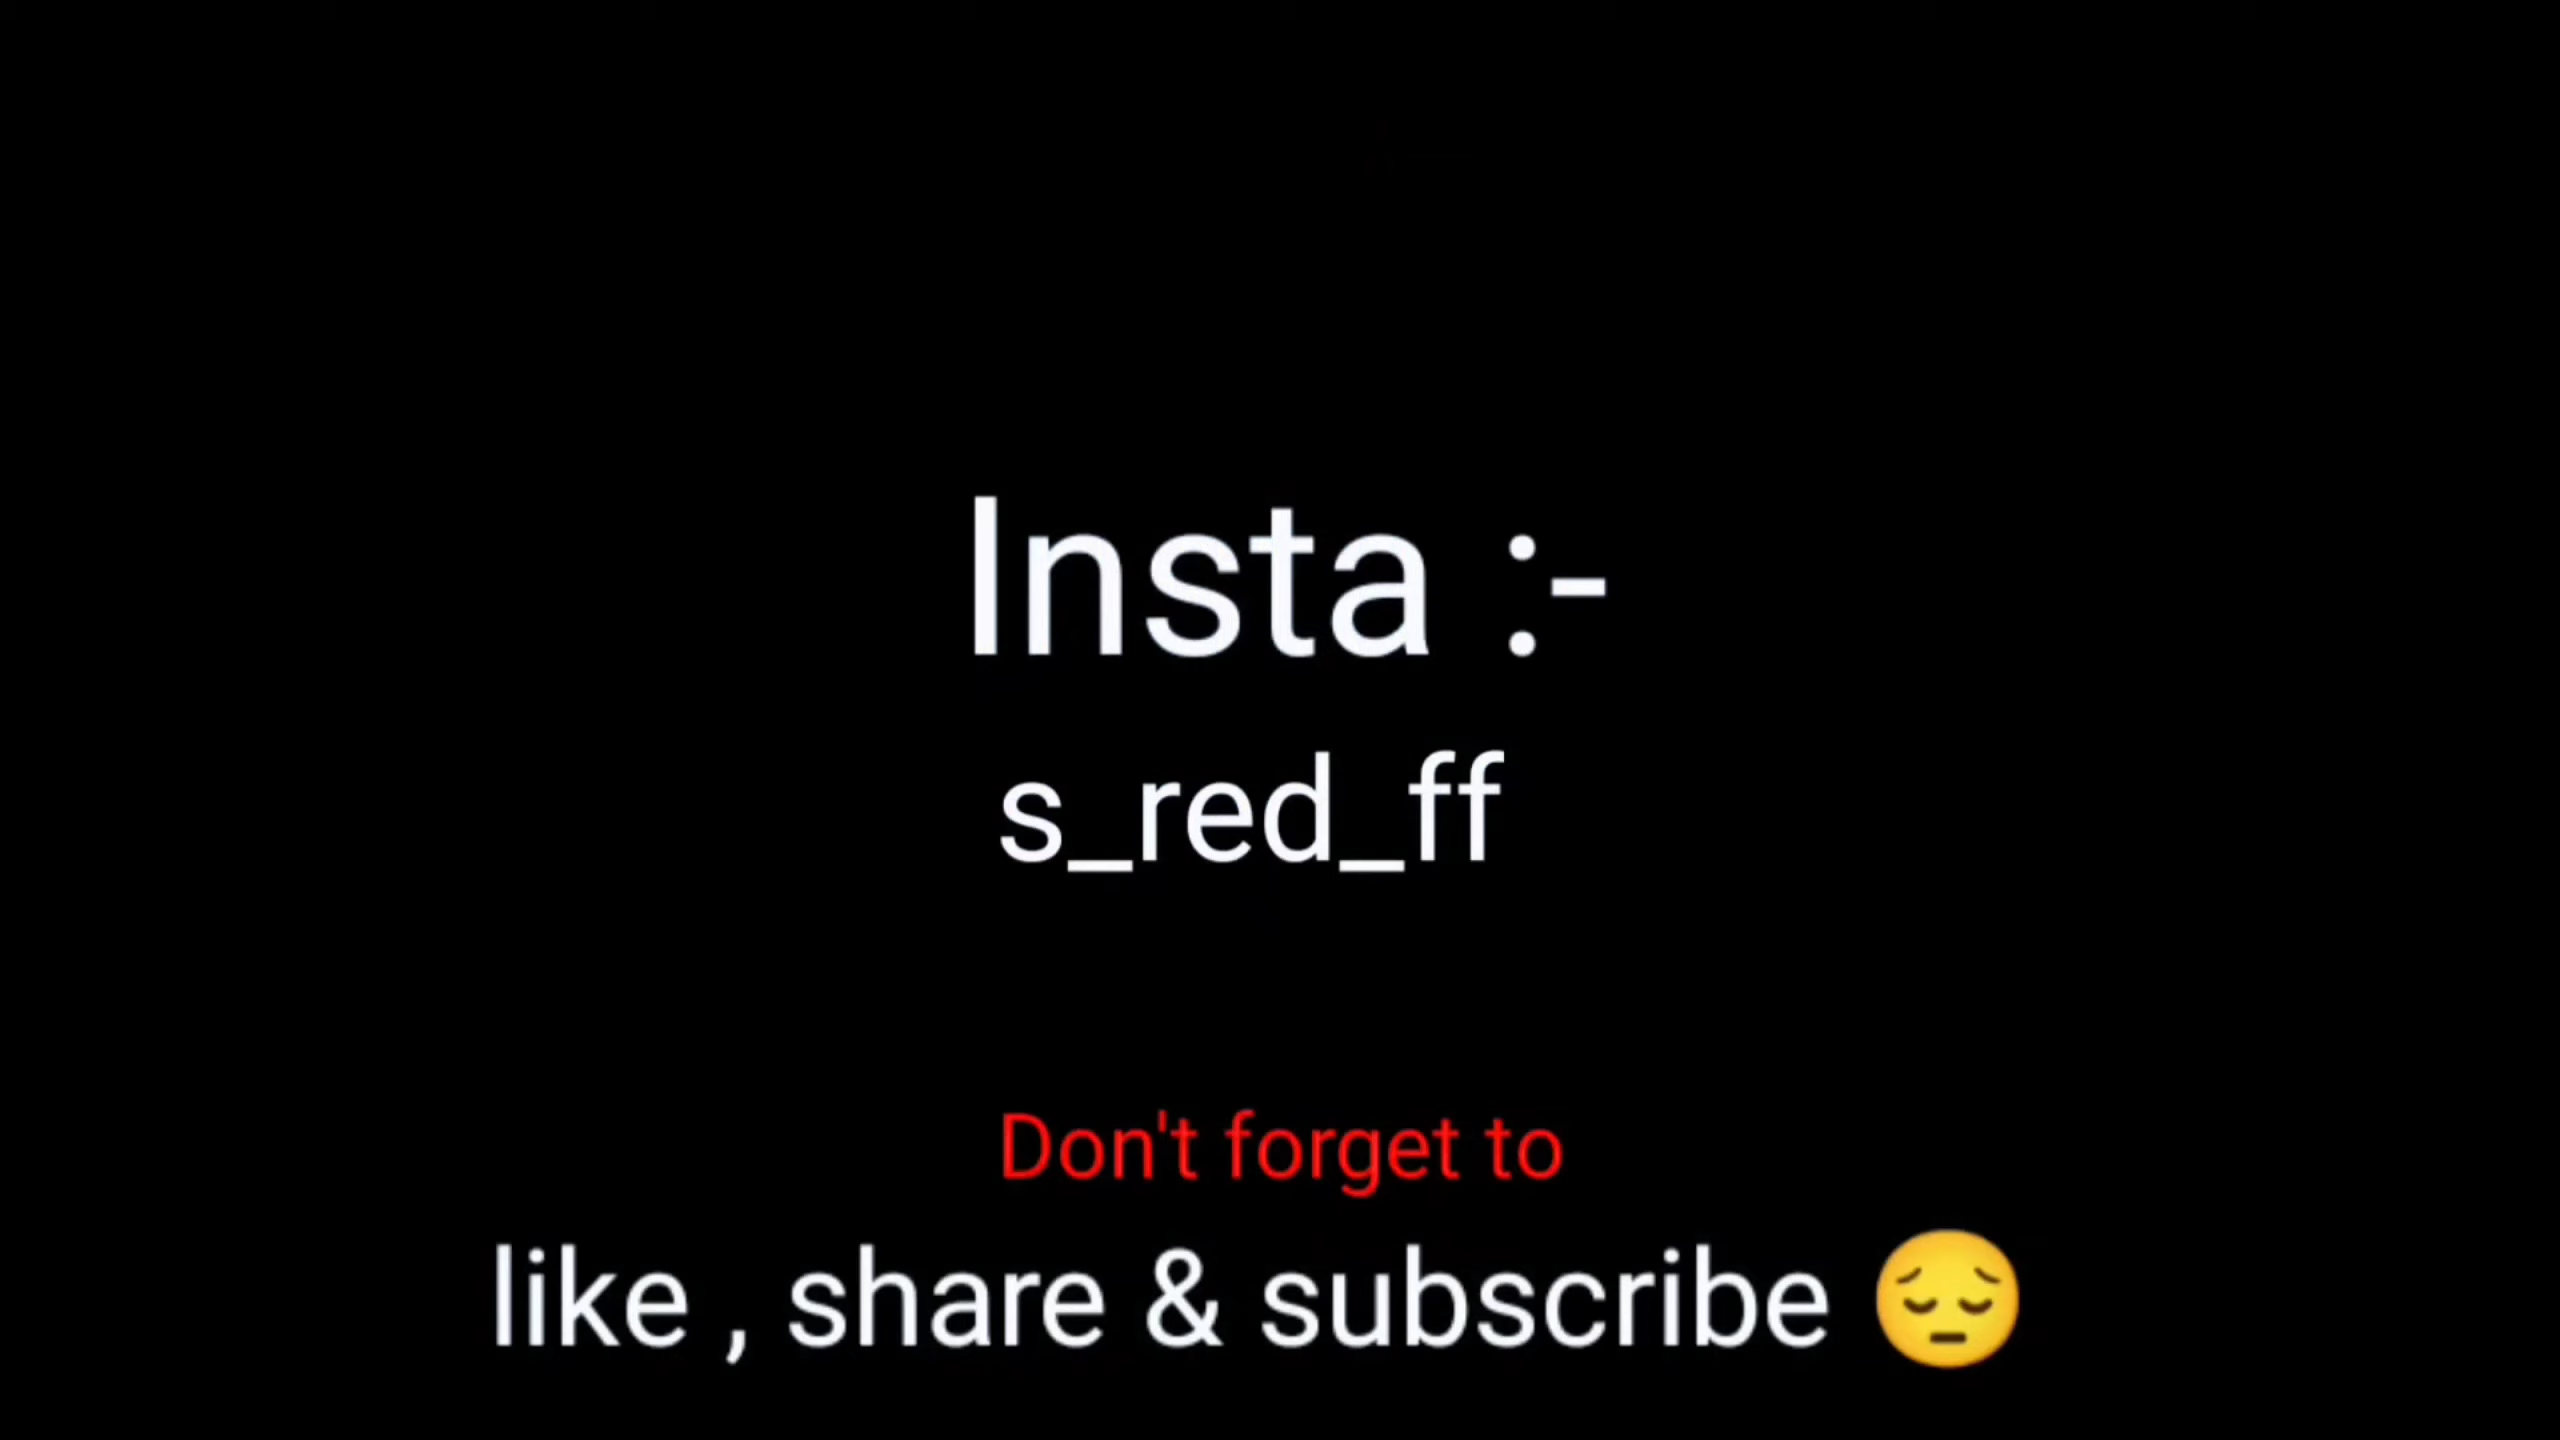 Insta :-
s_red_ff
Don't forget to
like , share & subscribe 😔